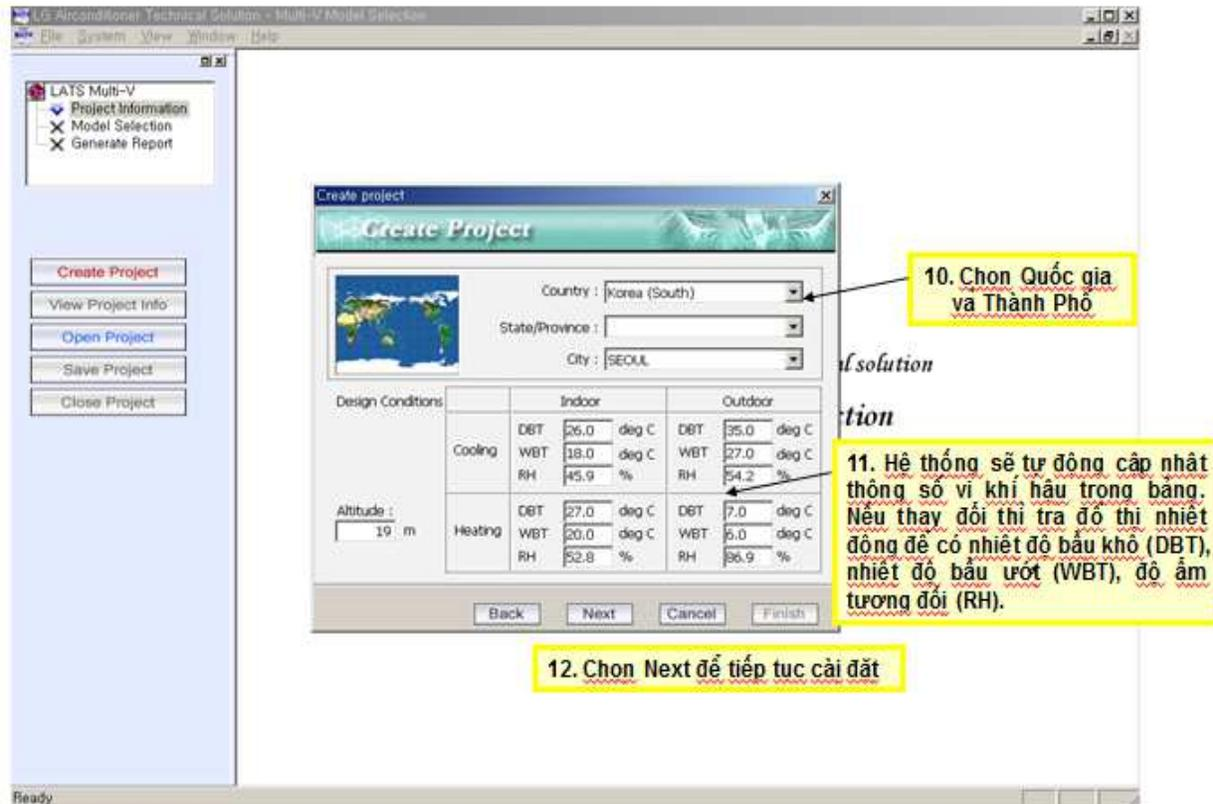 LG Airconditioner Technical Solution - Multi-V Model Selection
File System View Window Help
LATS Multi-V
Project Information
Model Selection
Generate Report
Create Project
View Project Info
Open Project
Save Project
Close Project
Create project
Create Project
Country : Korea (South)
State/Province :
City : SEOUL
Design Conditions Indoor Outdoor
Cooling
DBT 26.0 deg C DBT 35.0 deg C
WBT 18.0 deg C WBT 27.0 deg C
RH 45.9 % RH 54.2 %
Altitude :
19 m
Heating
DBT 27.0 deg C DBT 7.0 deg C
WBT 20.0 deg C WBT 6.0 deg C
RH 52.8 % RH 86.9 %
Back Next Cancel Finish
10. Chọn Quốc gia
và Thành Phố
al solution
ction
11. Hệ thống sẽ tự động cập nhật
thông số vi khí hậu trong bảng.
Nếu thay đổi thì tra đồ thị nhiệt
động để có nhiệt độ bầu khô (DBT),
nhiệt độ bầu ướt (WBT), độ ẩm
tương đối (RH).
12. Chọn Next để tiếp tục cài đặt
Ready